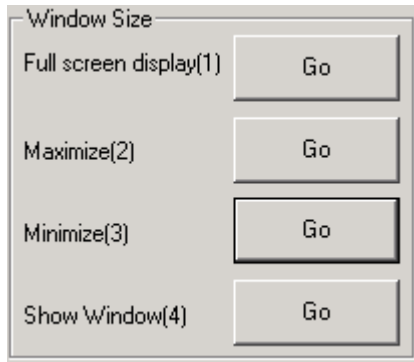 Window Size
Full screen display(1) Go
Maximize(2) Go
Minimize(3) Go
Show Window(4) Go